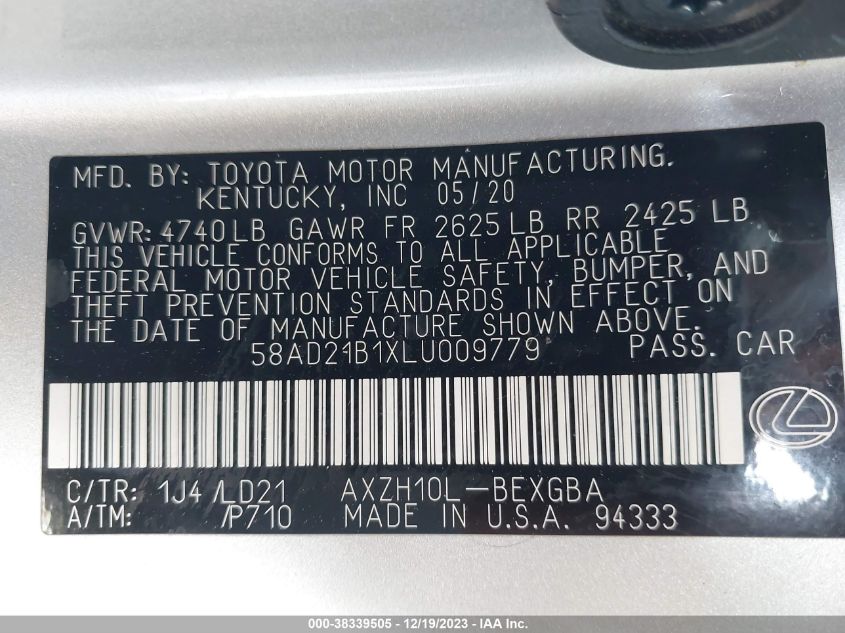 MFD. BY: TOYOTA MOTOR MANUFACTURING.
KENTUCKY, INC 05/20
GVWR: 4740LB GAWR FR 2625LB RR 2425 LB
THIS VEHICLE CONFORMS TO ALL APPLICABLE
FEDERAL MOTOR VEHICLE SAFETY, BUMPER, AND
THEFT PREVENTION STANDARDS IN EFFECT ON
THE DATE OF MANUFACTURE SHOWN ABOVE.
58AD21B1XLU009779 PASS. CAR
C/TR: 1J4 /LD21 AXZH10L-BEXGBA
A/TM: /P710 MADE IN U.S.A. 94333
000-38339505 - 12/19/2023 - IAA Inc.